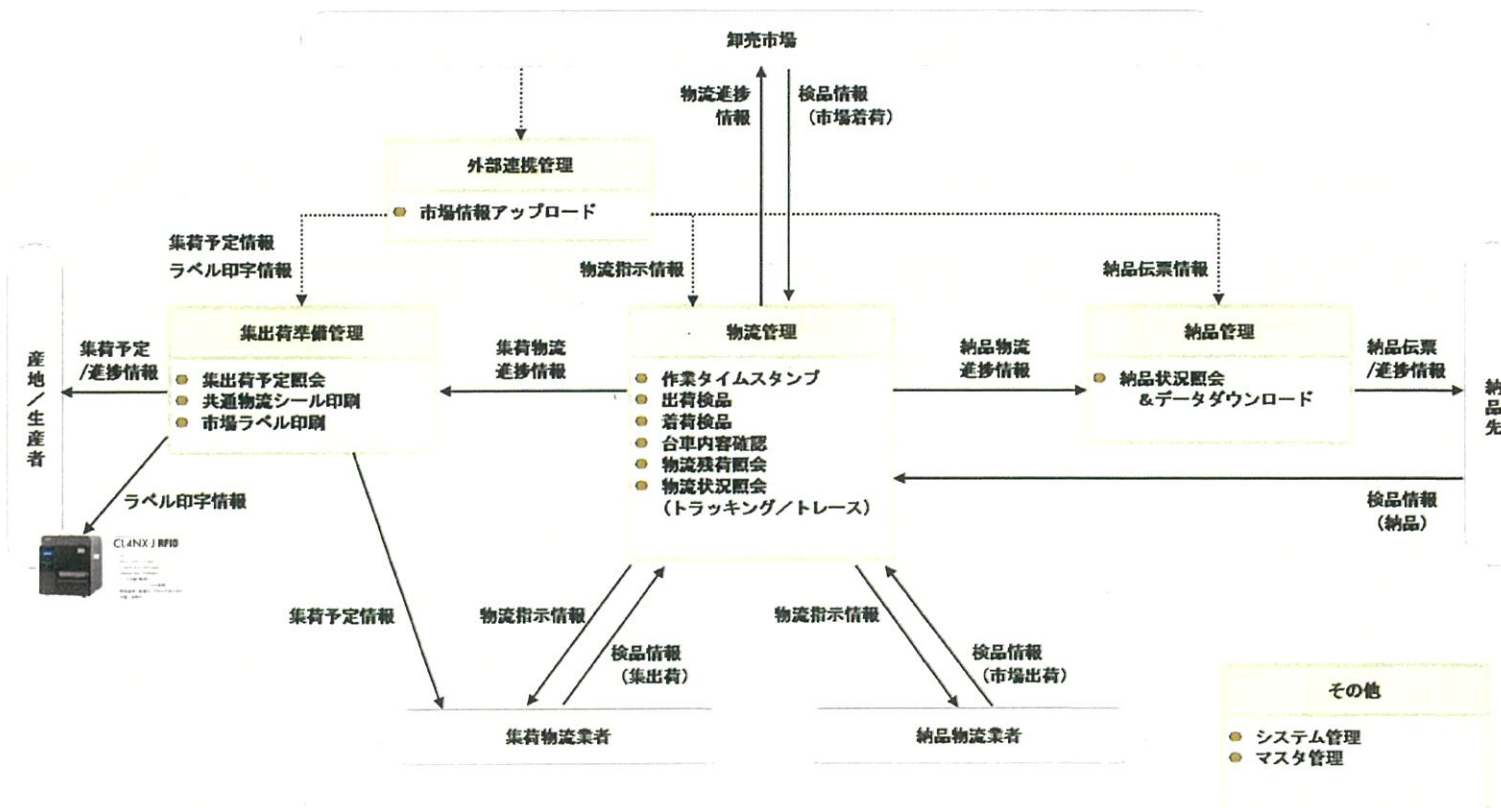 卸売市場
物流進捗
情報
検品情報
（市場着荷）
外部連携管理
市場情報アップロード
集荷予定情報
ラベル印字情報
物流指示情報
納品伝票情報
産地／生産者
集荷予定
/進捗情報
集出荷準備管理
集出荷予定照会
共通物流シール印刷
市場ラベル印刷
集荷物流
進捗情報
物流管理
作業タイムスタンプ
出荷検品
着荷検品
台車内容確認
物流残荷照会
物流状況照会
（トラッキング／トレース）
納品物流
進捗情報
納品管理
納品状況照会
＆データダウンロード
納品伝票
/進捗情報
納品先
検品情報
（納品）
ラベル印字情報
CL4NX-J RFID
集荷予定情報
物流指示情報
検品情報
（集出荷）
物流指示情報
検品情報
（市場出荷）
集荷物流業者
納品物流業者
その他
システム管理
マスタ管理